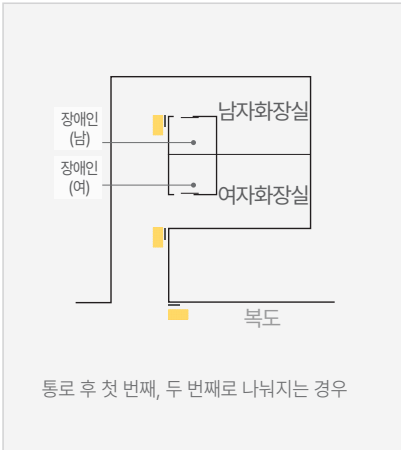 남자화장실
장애인
(남)
장애인
(여)
여자화장실
복도
통로 후 첫 번째, 두 번째로 나눠지는 경우